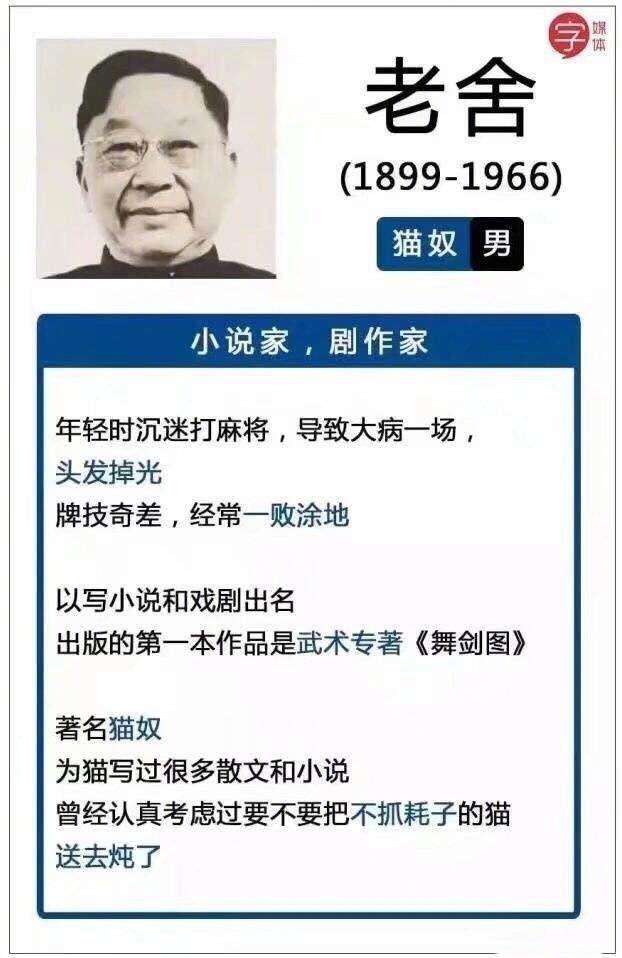 字媒体
老舍
(1899-1966)
猫奴 男
小说家，剧作家
年轻时沉迷打麻将，导致大病一场，
头发掉光
牌技奇差，经常一败涂地
以写小说和戏剧出名
出版的第一本作品是武术专著《舞剑图》
著名猫奴
为猫写过很多散文和小说
曾经认真考虑过要不要把不抓耗子的猫
送去炖了